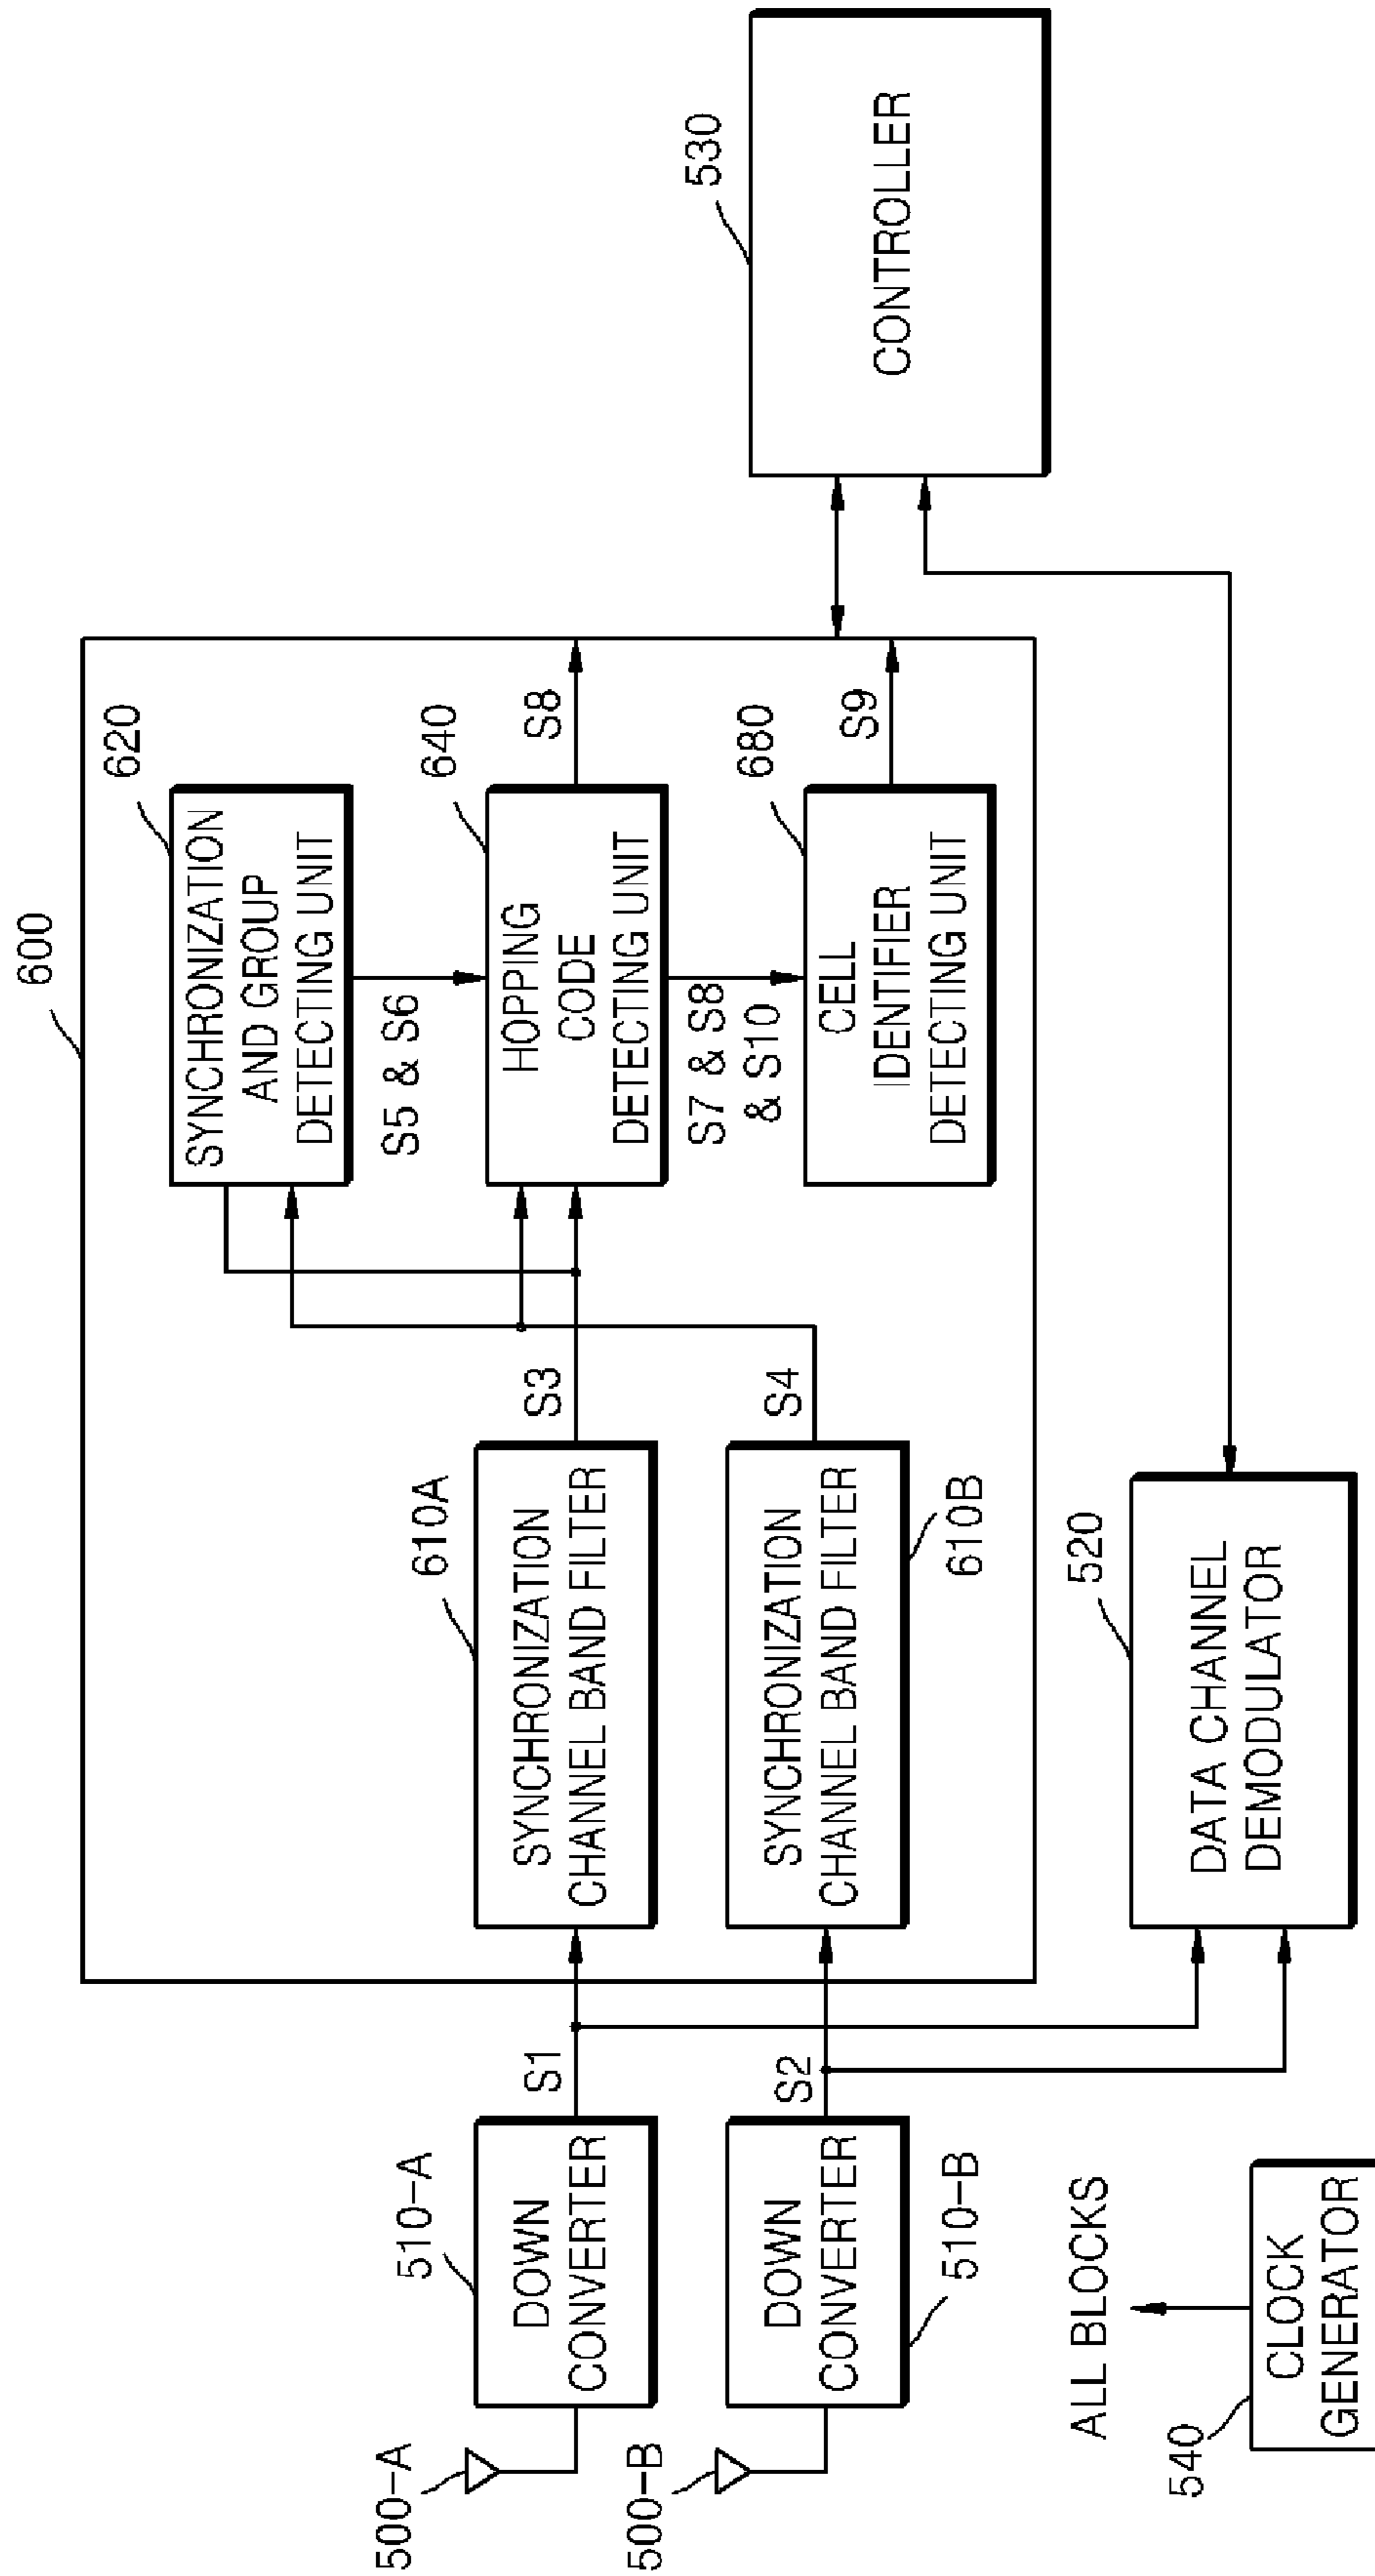 600
620
SYNCHRONIZATION
AND GROUP
DETECTING UNIT
S5 & S6
640
HOPPING
CODE
DETECTING UNIT
S8
S7 & S8
& S10
680
CELL
IDENTIFIER
DETECTING UNIT
S9
530
CONTROLLER
500-A
510-A
DOWN
CONVERTER
S1
610A
SYNCHRONIZATION
CHANNEL BAND FILTER
S3
500-B
DOWN
CONVERTER
510-B
S2
SYNCHRONIZATION
CHANNEL BAND FILTER
610B
S4
520
DATA CHANNEL
DEMODULATOR
ALL BLOCKS
540
CLOCK
GENERATOR